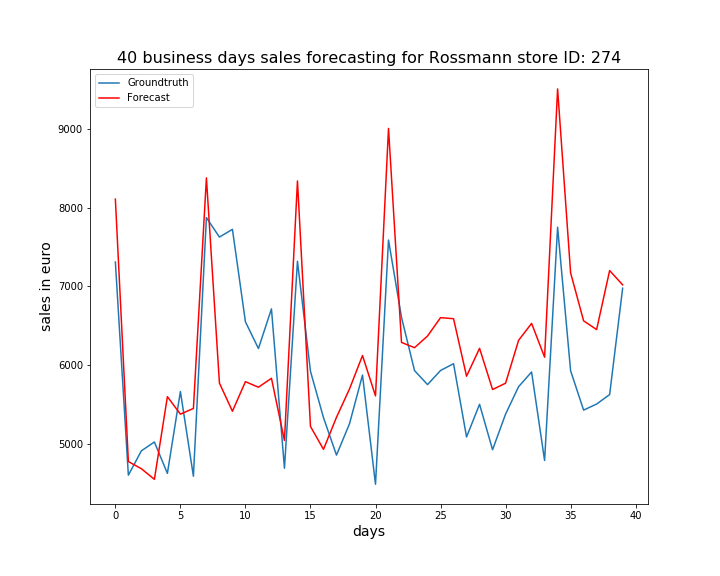 40 business days sales forecasting for Rossmann store ID: 274
Groundtruth
Forecast
sales in euro
9000
8000
7000
6000
5000
0 5 10 15 20 25 30 35 40
days